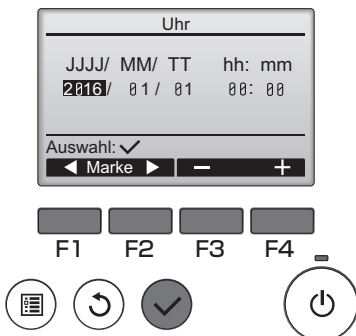 Uhr
JJJJ/ MM/ TT hh: mm
2016/ 01/ 01 00: 00
Auswahl: ✓
◀ Marke ▶ − +
F1 F2 F3 F4